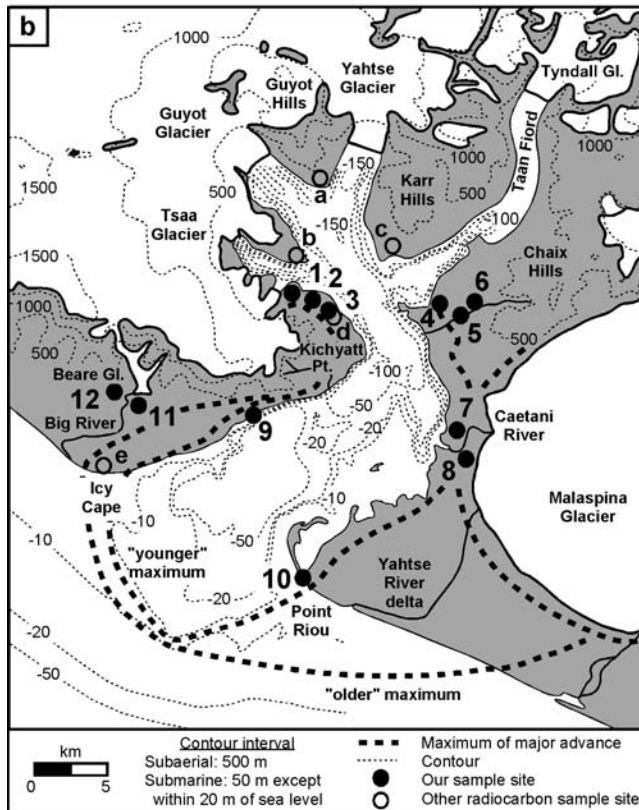 b
1000
Guyot
Hills
Yahtse
Glacier
Tyndall Gl.
Guyot
Glacier
-150
1000
Taan Fiord
1000
1500
500
a
-150
Karr
Hills
500
-100
Tsaa
Glacier
c
b
Chaix
Hills
1500
1 2
3
6
4
5
1000
d
500
500
Kichyatt
Pt.
Beare Gl.
-100
12
11
-50
7
Caetani
River
Big River
9
-20
-20
8
e
-10
Icy
Cape
-10
Malaspina
Glacier
-10
"younger"
maximum
-50
Yahtse
River
delta
10
-20
Point
Riou
-20
-50
"older" maximum
km
0 5
Contour interval
Subaerial: 500 m
Submarine: 50 m except
within 20 m of sea level
Maximum of major advance
Contour
Our sample site
Other radiocarbon sample site